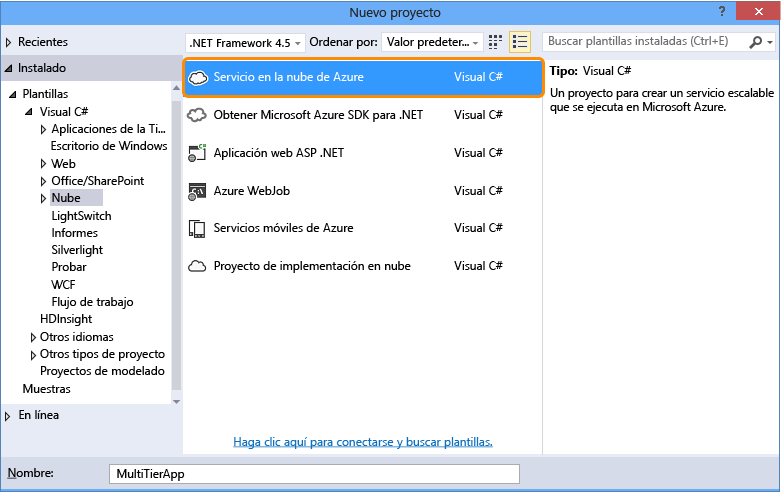 Nuevo proyecto
?
Recientes
.NET Framework 4.5
Ordenar por:
Valor predeter...
Buscar plantillas instaladas (Ctrl+E)
Instalado
Plantillas
Visual C#
Aplicaciones de la Ti...
Escritorio de Windows
Web
Office/SharePoint
Nube
LightSwitch
Informes
Silverlight
Probar
WCF
Flujo de trabajo
HDInsight
Otros idiomas
Otros tipos de proyecto
Proyectos de modelado
Muestras
En línea
Servicio en la nube de Azure Visual C#
Obtener Microsoft Azure SDK para .NET Visual C#
Aplicación web ASP .NET Visual C#
Azure WebJob Visual C#
Servicios móviles de Azure Visual C#
Proyecto de implementación en nube Visual C#
Haga clic aquí para conectarse y buscar plantillas.
Tipo: Visual C#
Un proyecto para crear un servicio escalable
que se ejecuta en Microsoft Azure.
Nombre: MultiTierApp